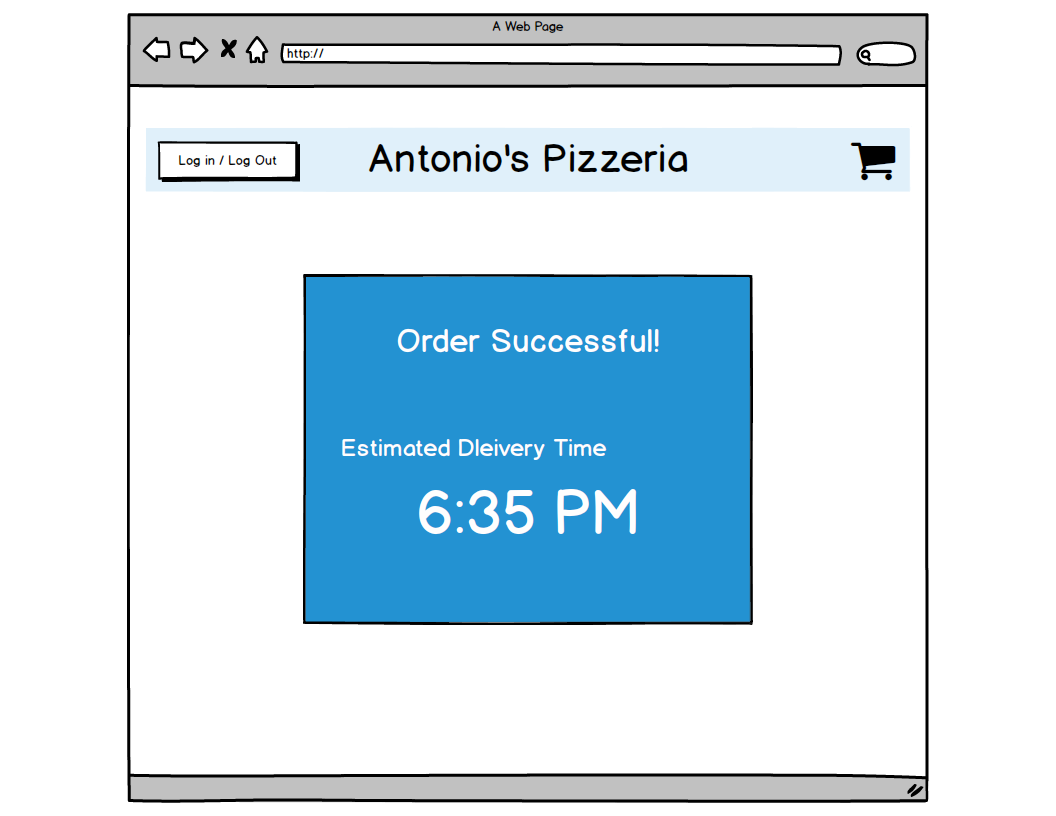 A Web Page
http://
Log in / Log Out
Antonio's Pizzeria
Order Successful!
Estimated Dleivery Time
6:35 PM